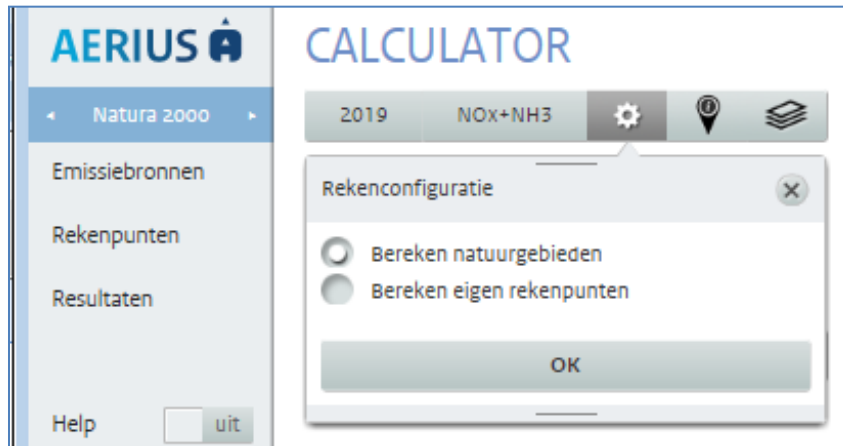 AERIUS
CALCULATOR
Natura 2000
2019 NOx+NH3
Emissiebronnen
Rekenpunten
Resultaten
Help uit
Rekenconfiguratie
Bereken natuurgebieden
Bereken eigen rekenpunten
OK